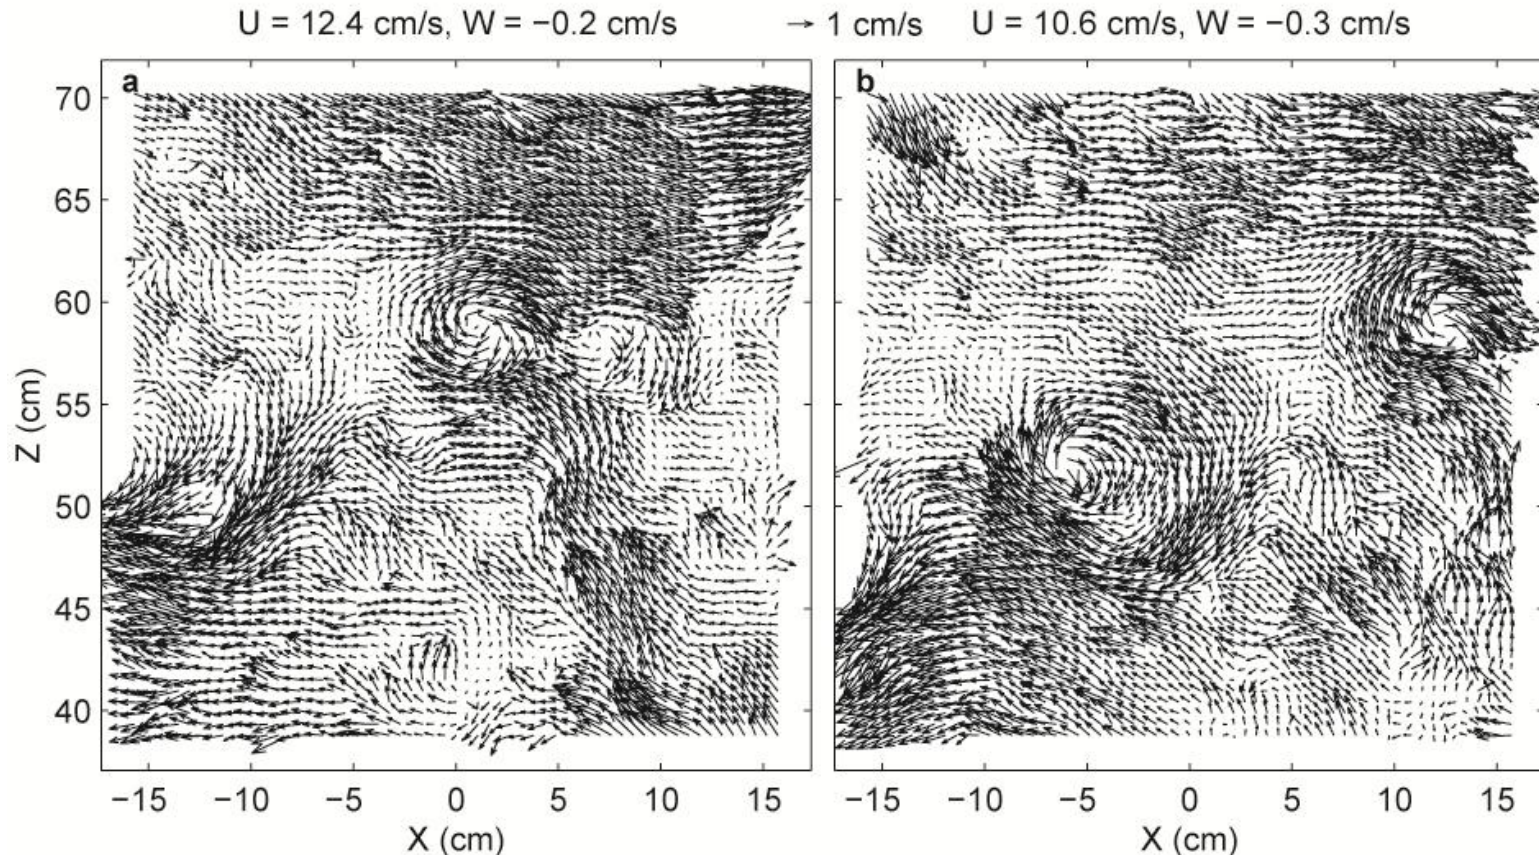 U = 12.4 cm/s, W = −0.2 cm/s → 1 cm/s U = 10.6 cm/s, W = −0.3 cm/s
a b
70
65
60
55
50
45
40
Z (cm)
−15 −10 −5 0 5 10 15 −15 −10 −5 0 5 10 15
X (cm) X (cm)